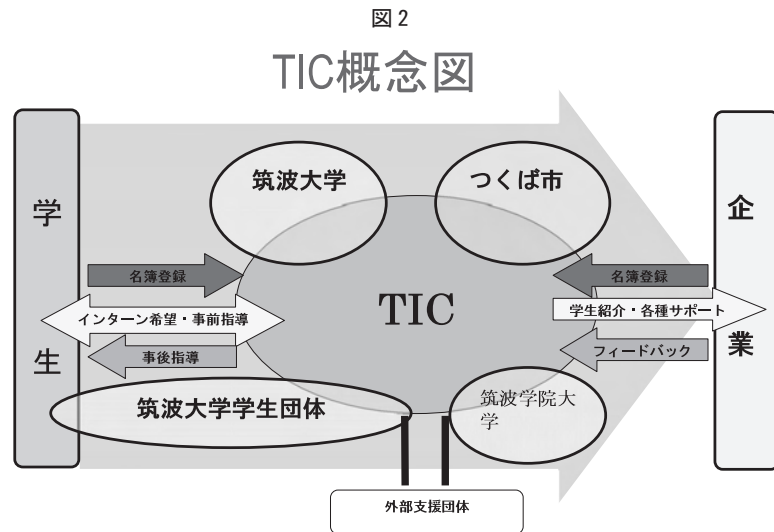 図2
TIC概念図
学生
企業
筑波大学
つくば市
名簿登録
インターン希望・事前指導
事後指導
TIC
名簿登録
学生紹介・各種サポート
フィードバック
筑波大学学生団体
筑波学院大
学
外部支援団体